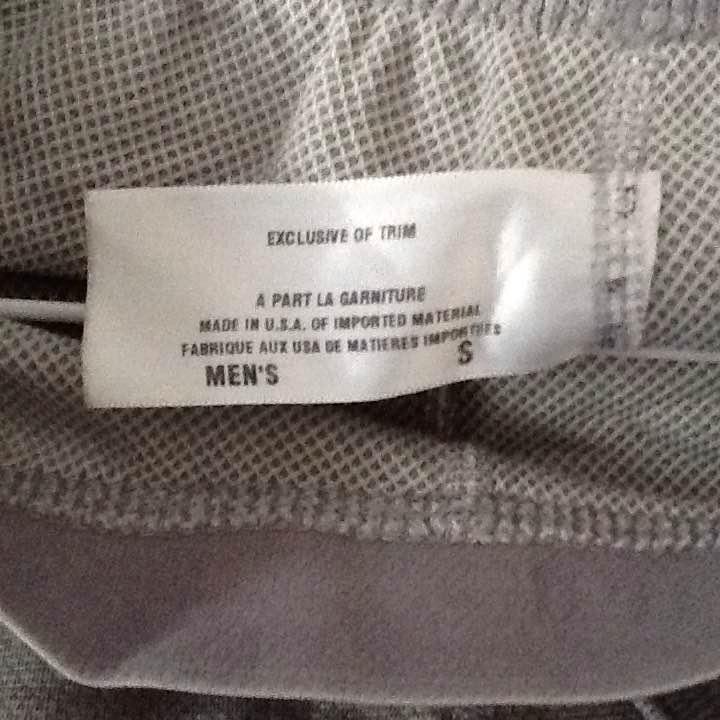 EXCLUSIVE OF TRIM
A PART LA GARNITURE
MADE IN U.S.A. OF IMPORTED MATERIAL
FABRIQUE AUX USA DE MATIERES IMPORTEES
MEN'S S